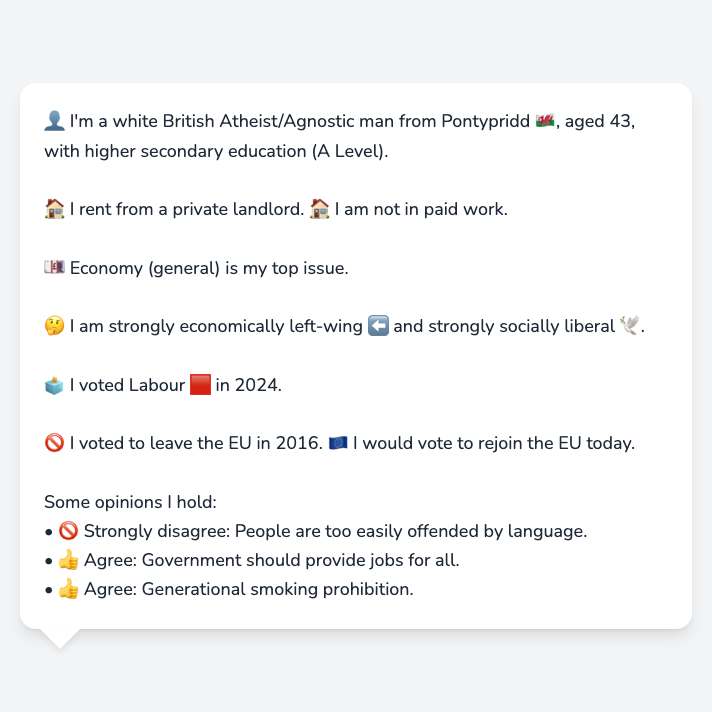 👤 I'm a white British Atheist/Agnostic man from Pontypridd 🏴󠁧󠁢󠁷󠁬󠁳󠁿, aged 43,
with higher secondary education (A Level).
🏠 I rent from a private landlord. 🏠 I am not in paid work.
💷 Economy (general) is my top issue.
🤔 I am strongly economically left-wing ⬅️ and strongly socially liberal 🕊️.
🗳️ I voted Labour 🟥 in 2024.
🚫 I voted to leave the EU in 2016. 🇪🇺 I would vote to rejoin the EU today.
Some opinions I hold:
• 🚫 Strongly disagree: People are too easily offended by language.
• 👍 Agree: Government should provide jobs for all.
• 👍 Agree: Generational smoking prohibition.